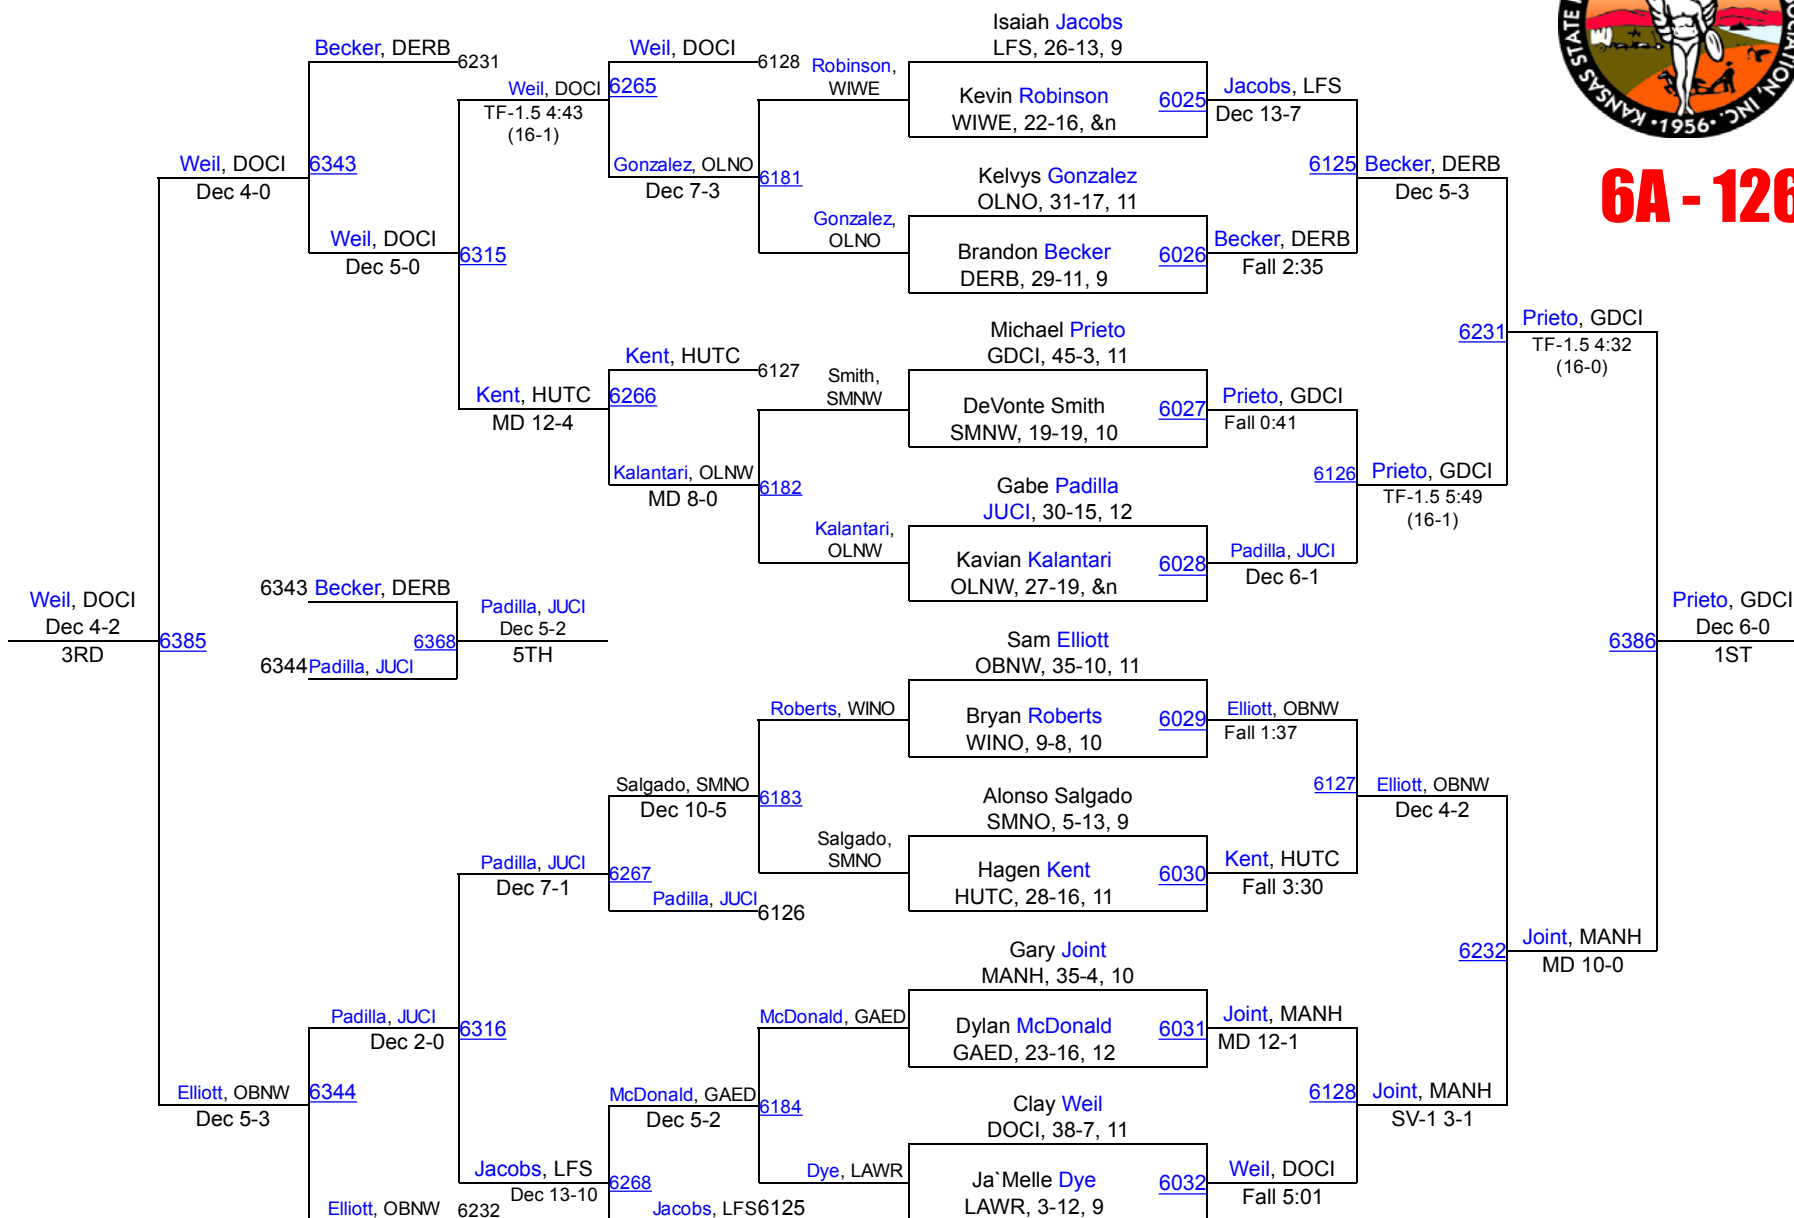 Isaiah Jacobs
LFS, 26-13, 9
Becker, DERB
6231
Weil, DOCI
6128
Robinson,
WIWE
Weil, DOCI
6265
TF-1.5 4:43
(16-1)
Kevin Robinson
WIWE, 22-16, &n
6025
Jacobs, LFS
Dec 13-7
KANSAS STATE
OCIATION, INC.
•1956•
6A - 126
Weil, DOCI
6343
Dec 4-0
Gonzalez, OLNO
6181
Dec 7-3
Kelvys Gonzalez
OLNO, 31-17, 11
6125
Becker, DERB
Dec 5-3
Gonzalez,
OLNO
Weil, DOCI
6315
Dec 5-0
Brandon Becker
DERB, 29-11, 9
6026
Becker, DERB
Fall 2:35
Michael Prieto
GDCI, 45-3, 11
6231
Prieto, GDCI
TF-1.5 4:32
(16-0)
Kent, HUTC
6127
Smith,
SMNW
Kent, HUTC
6266
MD 12-4
DeVonte Smith
SMNW, 19-19, 10
6027
Prieto, GDCI
Fall 0:41
Kalantari, OLNW
6182
MD 8-0
Gabe Padilla
JUCI, 30-15, 12
6126
Prieto, GDCI
TF-1.5 5:49
(16-1)
Kalantari,
OLNW
Kavian Kalantari
OLNW, 27-19, &n
6028
Padilla, JUCI
Dec 6-1
6343 Becker, DERB
Weil, DOCI
Dec 4-2
3RD
6385
Padilla, JUCI
6368
Dec 5-2
5TH
6344 Padilla, JUCI
Prieto, GDCI
6386
Dec 6-0
1ST
Sam Elliott
OBNW, 35-10, 11
Roberts, WINO
Bryan Roberts
WINO, 9-8, 10
6029
Elliott, OBNW
Fall 1:37
Salgado, SMNO
6183
Dec 10-5
Alonso Salgado
SMNO, 5-13, 9
6127
Elliott, OBNW
Dec 4-2
Salgado,
SMNO
Padilla, JUCI
6267
Dec 7-1
Hagen Kent
HUTC, 28-16, 11
6030
Kent, HUTC
Fall 3:30
Padilla, JUCI
6126
Gary Joint
MANH, 35-4, 10
6232
Joint, MANH
MD 10-0
Padilla, JUCI
6316
Dec 2-0
McDonald, GAED
Dylan McDonald
GAED, 23-16, 12
6031
Joint, MANH
MD 12-1
Elliott, OBNW
6344
Dec 5-3
McDonald, GAED
6184
Dec 5-2
Clay Weil
DOCI, 38-7, 11
6128
Joint, MANH
SV-1 3-1
Jacobs, LFS
6268
Dec 13-10
Dye, LAWR
Ja`Melle Dye
LAWR, 3-12, 9
6032
Weil, DOCI
Fall 5:01
Elliott, OBNW
6232
Jacobs, LFS
6125